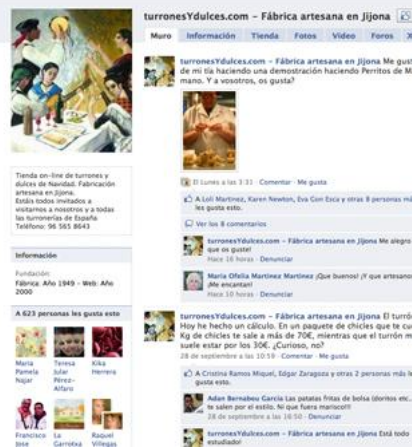 turronesYdulces.com - Fábrica artesana en Jijona
Muro Información Tienda Fotos Video Foros
turronesYdulces.com - Fábrica artesana en Jijona Me gust
de mi tía haciendo una demostración haciendo Perritos de M
mano. Y a vosotros, os gusta?
El Lunes a las 3:31 · Comentar · Me gusta
A Loli Martínez, Karen Newton, Eva Gon Esca y otras 8 personas má
les gusta esto.
Ver los 8 comentarios
turronesYdulces.com - Fábrica artesana en Jijona Me alegro
que os guste!
Hace 16 horas · Denunciar
Maria Ofelia Martinez Martinez ¡Que buenos! ¡Y que artesano
¡Me encantan!
Hace 10 horas · Denunciar
turronesYdulces.com - Fábrica artesana en Jijona El turró
Hoy he hecho un cálculo. En un paquete de chicles que te cu
Kg de chicles te sale a más de 70€, mientras que el turrón m
suele estar por los 30€. ¿Curioso, no?
28 de septiembre a las 10:59 · Comentar · Me gusta
A Cristina Ramos Miquel, Edgar Zaragoza y otras 2 personas más le
gusta esto.
Adan Bernabeu Garcia Las patatas fritas de bolsa (doritos etc..
te salen por el estilo. Ni que fuera marisco!!!
28 de septiembre a las 16:50 · Denunciar
turronesYdulces.com - Fábrica artesana en Jijona Está todo
estudiado!
Tienda on-line de turrones y
dulces de Navidad. Fabricación
artesana en Jijona.
Estáis todos invitados a
visitarnos a nosotros y a todas
las turronerías de España
Teléfono: 96 565 8643
Información
Fundación:
Fábrica: Año 1949 - Web: Año
2000
A 623 personas les gusta esto
Maria
Pamela
Najar
Teresa
Jular
Pérez-
Alfaro
Kika
Herrera
Francisco
Jose
La
Garrotxa
Raquel
Villegas